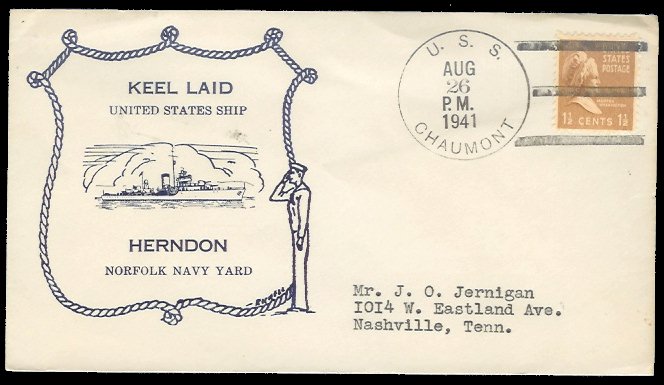 KEEL LAID
UNITED STATES SHIP
HERNDON
NORFOLK NAVY YARD
U. S. S.
AUG
26
P.M.
1941
CHAUMONT
STATES
POSTAGE
1½ CENTS 1½
Mr. J. O. Jernigan
1014 W. Eastland Ave.
Nashville, Tenn.